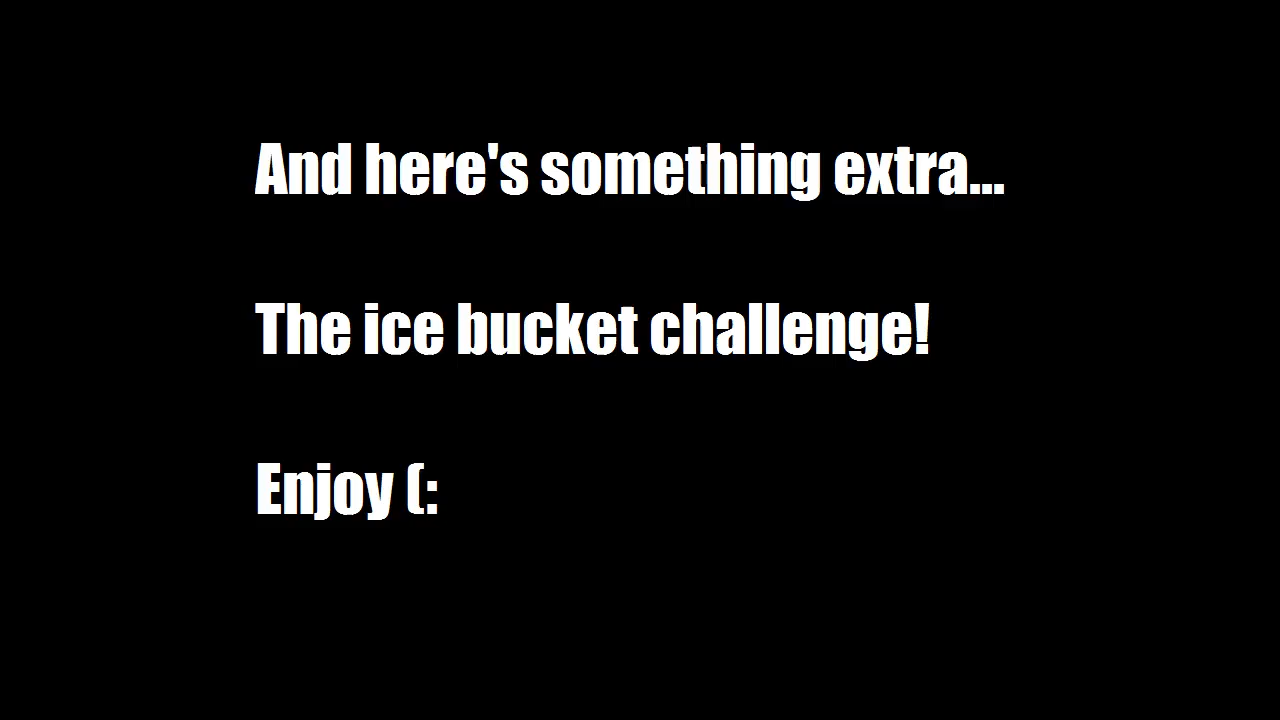 And here's something extra...
The ice bucket challenge!
Enjoy (: